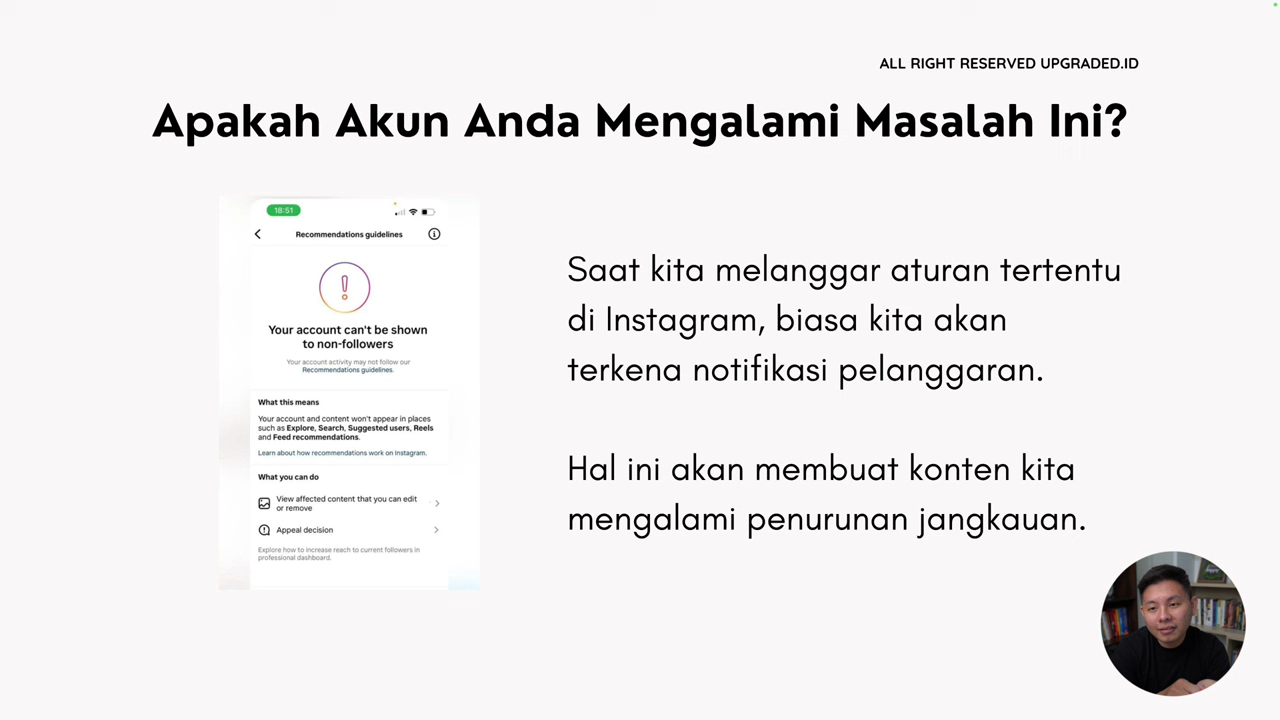 ALL RIGHT RESERVED UPGRADED.ID
Apakah Akun Anda Mengalami Masalah Ini?
18:51
Recommendations guidelines
Your account can't be shown
to non-followers
Your account activity may not follow our
Recommendations guidelines.
What this means
Your account and content won't appear in places
such as Explore, Search, Suggested users, Reels
and Feed recommendations.
Learn about how recommendations work on Instagram.
What you can do
View affected content that you can edit
or remove
Appeal decision
Explore how to increase reach to current followers in
professional dashboard.
Saat kita melanggar aturan tertentu
di Instagram, biasa kita akan
terkena notifikasi pelanggaran.
Hal ini akan membuat konten kita
mengalami penurunan jangkauan.